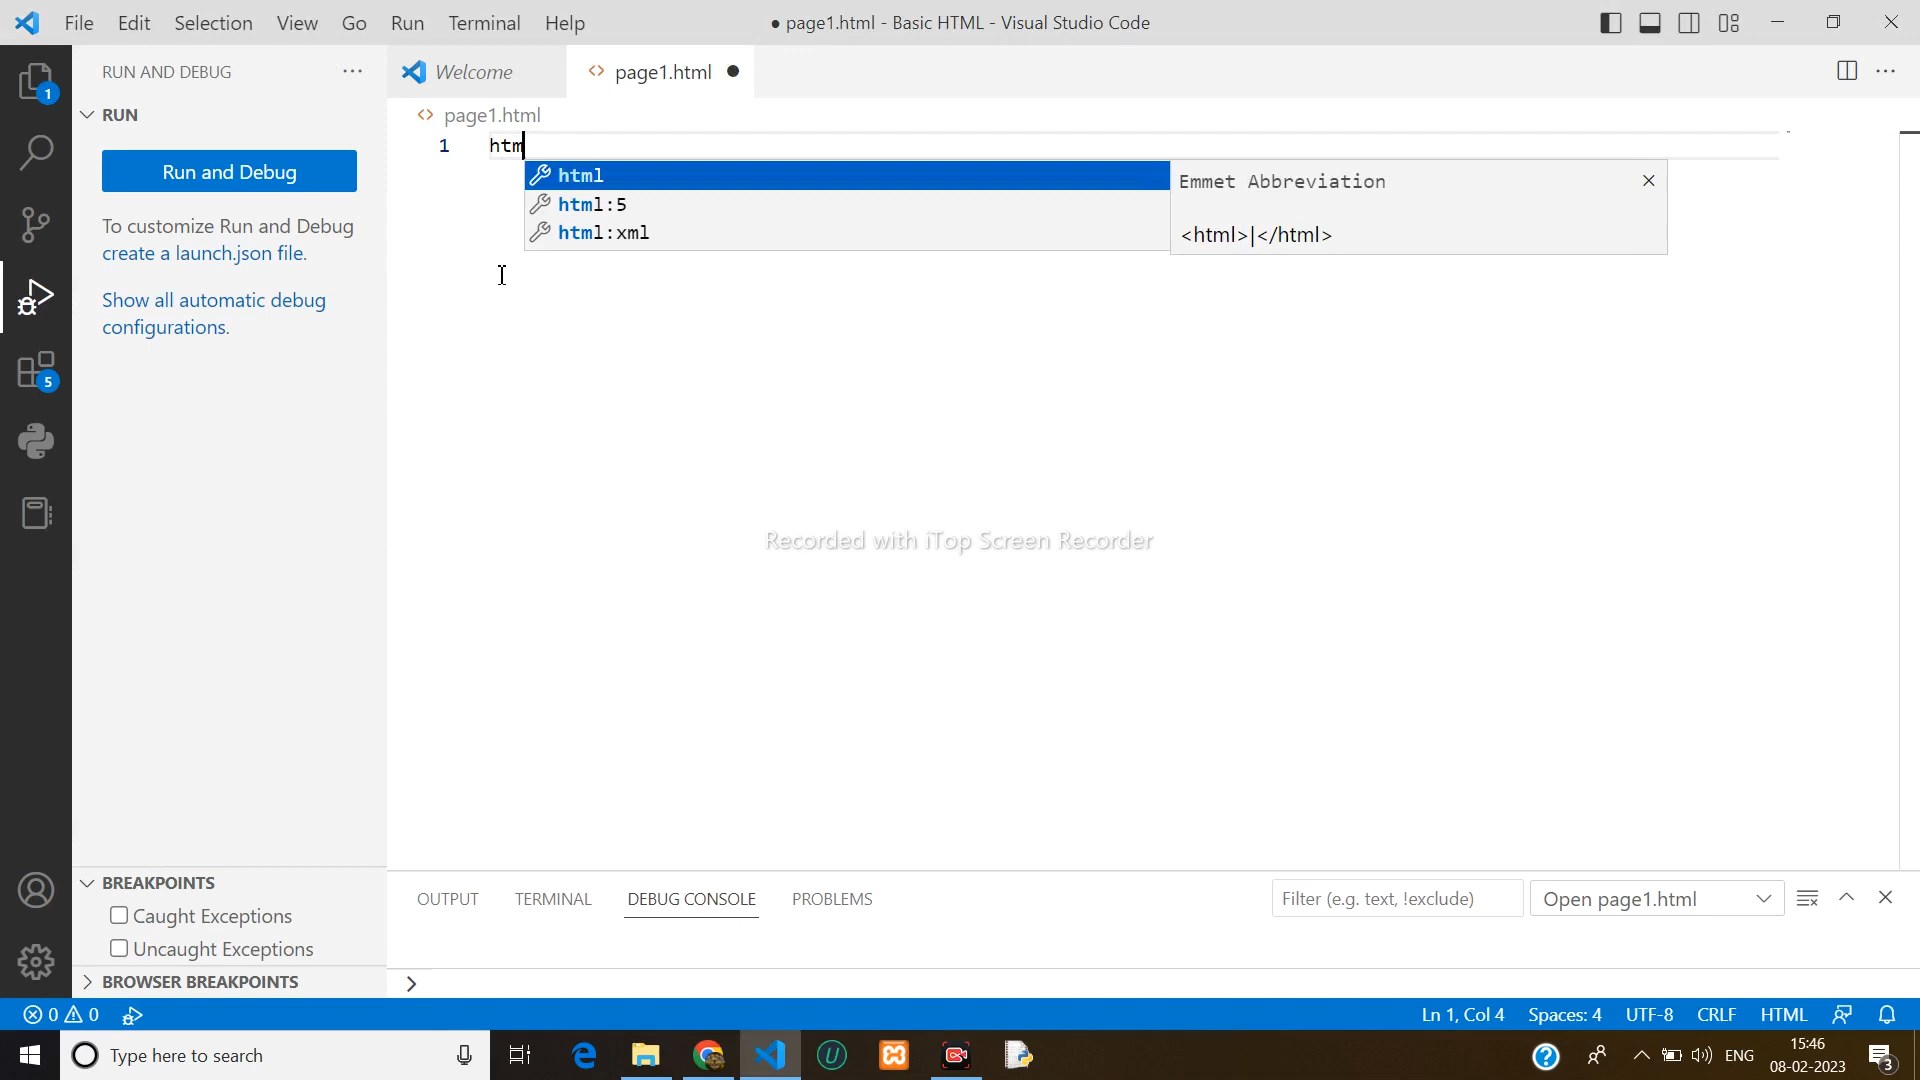 File Edit Selection View Go Run Terminal Help
● page1.html - Basic HTML - Visual Studio Code
RUN AND DEBUG
Welcome
page1.html
RUN
page1.html
1
Run and Debug
1 htm
html
html:5
html:xml
Emmet Abbreviation
<html>|</html>
To customize Run and Debug
create a launch.json file.
Show all automatic debug
configurations.
5
Recorded with iTop Screen Recorder
BREAKPOINTS
Caught Exceptions
Uncaught Exceptions
BROWSER BREAKPOINTS
OUTPUT TERMINAL DEBUG CONSOLE PROBLEMS
Filter (e.g. text, !exclude)
Open page1.html
0 0
Ln 1, Col 4 Spaces: 4 UTF-8 CRLF HTML
Type here to search
ENG
15:46
08-02-2023
3